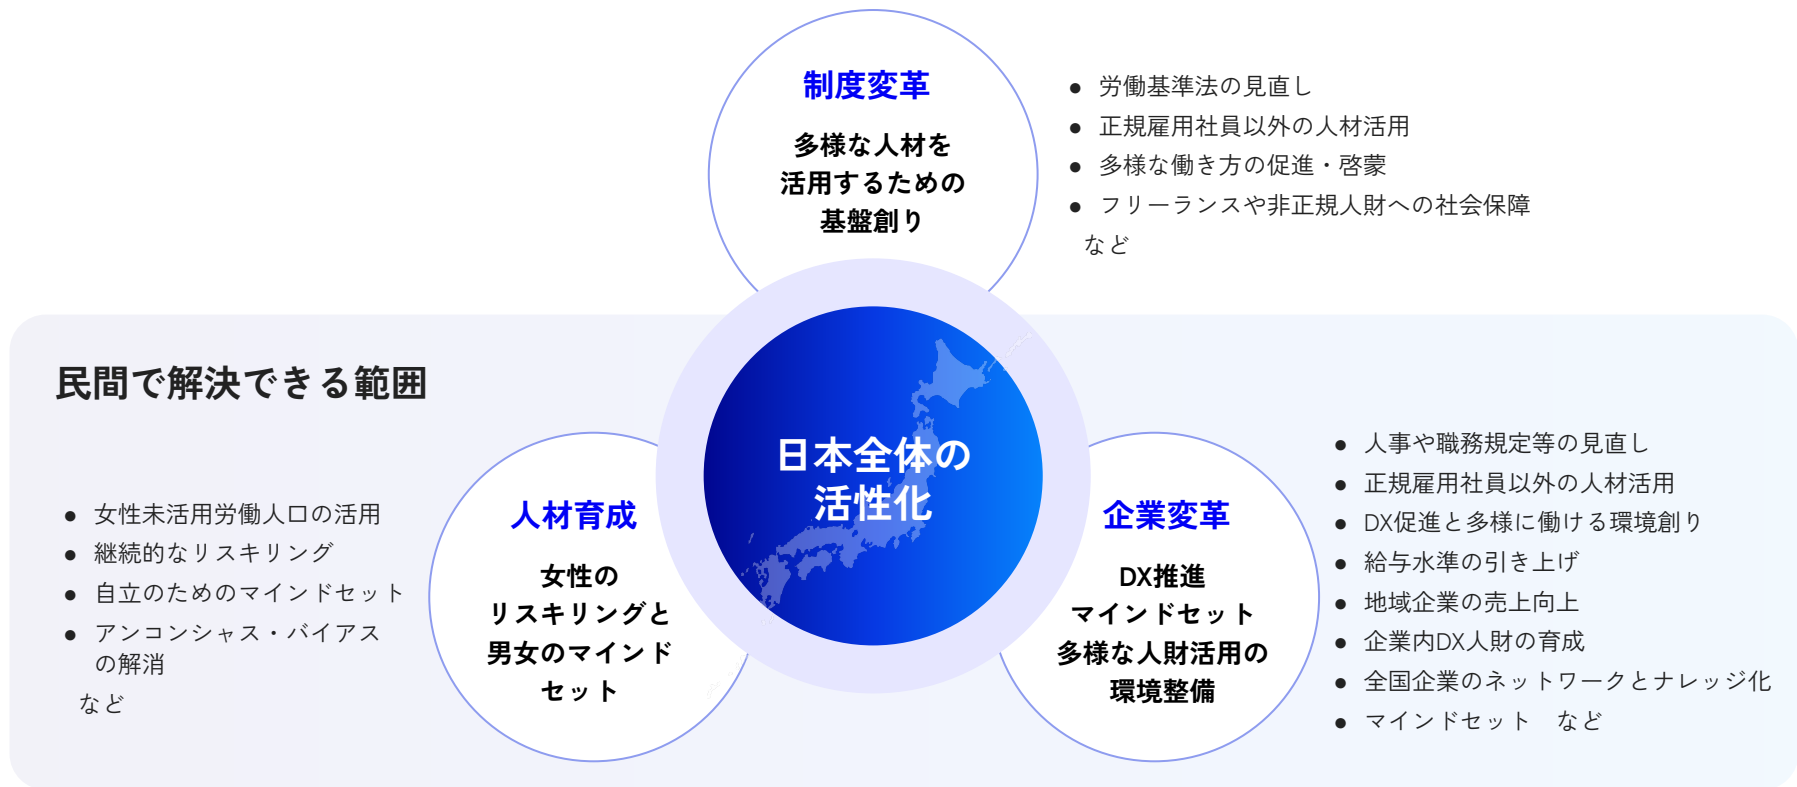 制度変革
多様な人材を
活用するための
基盤創り
● 労働基準法の見直し
● 正規雇用社員以外の人材活用
● 多様な働き方の促進・啓蒙
● フリーランスや非正規人財への社会保障
など
民間で解決できる範囲
日本全体の
活性化
● 女性未活用労働人口の活用
● 継続的なリスキリング
● 自立のためのマインドセット
● アンコンシャス・バイアス
の解消
など
人材育成
女性の
リスキリングと
男女のマインド
セット
企業変革
DX推進
マインドセット
多様な人財活用の
環境整備
● 人事や職務規定等の見直し
● 正規雇用社員以外の人材活用
● DX促進と多様に働ける環境創り
● 給与水準の引き上げ
● 地域企業の売上向上
● 企業内DX人財の育成
● 全国企業のネットワークとナレッジ化
● マインドセット　など